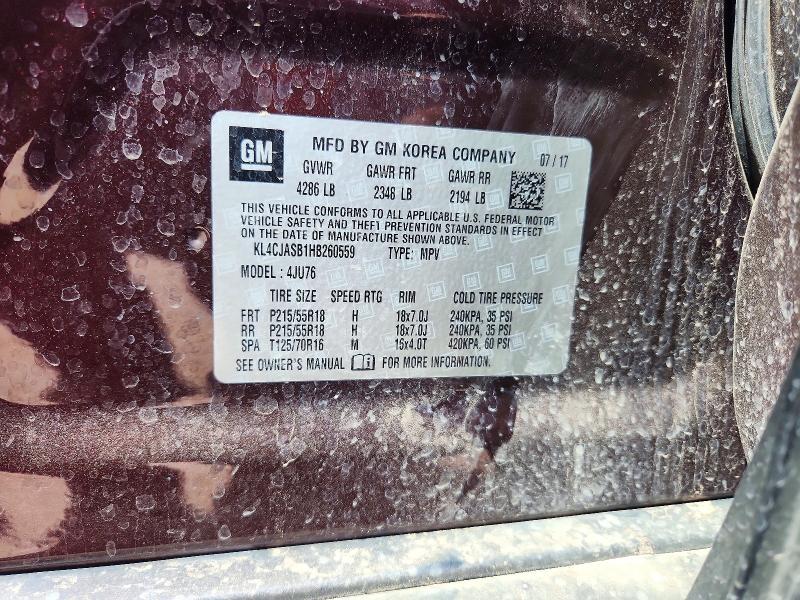 GM
MFD BY GM KOREA COMPANY 07 / 17
GVWR GAWR FRT GAWR RR
4286 LB 2348 LB 2194 LB
THIS VEHICLE CONFORMS TO ALL APPLICABLE U.S. FEDERAL MOTOR
VEHICLE SAFETY AND THEFT PREVENTION STANDARDS IN EFFECT
ON THE DATE OF MANUFACTURE SHOWN ABOVE.
KL4CJASB1HB260559 TYPE: MPV
MODEL : 4JU76
TIRE SIZE SPEED RTG RIM COLD TIRE PRESSURE
FRT P215/55R18 H 18x7.0J 240KPA, 35 PSI
RR P215/55R18 H 18x7.0J 240KPA, 35 PSI
SPA T125/70R16 M 16x4.0T 420KPA, 60 PSI
SEE OWNER'S MANUAL FOR MORE INFORMATION.